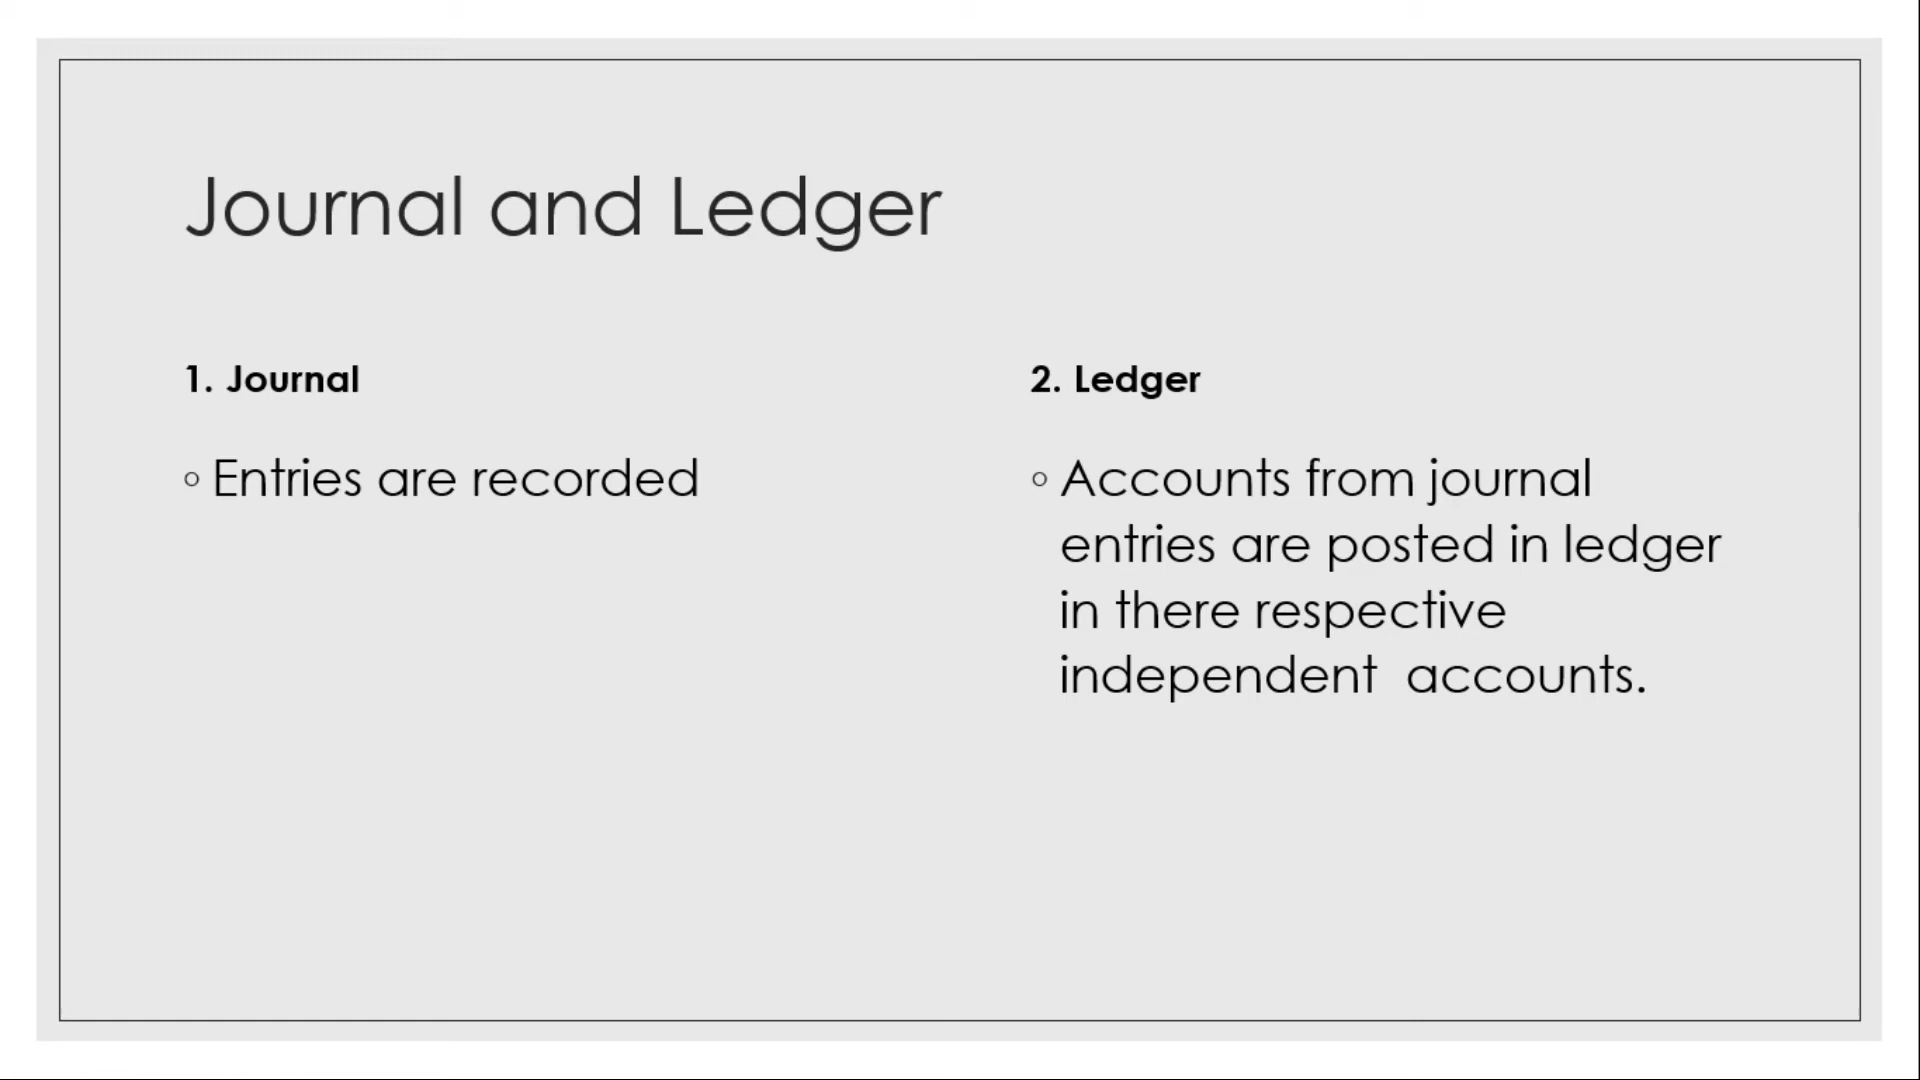 Journal and Ledger
1. Journal
◦ Entries are recorded
2. Ledger
◦ Accounts from journal
entries are posted in ledger
in there respective
independent  accounts.